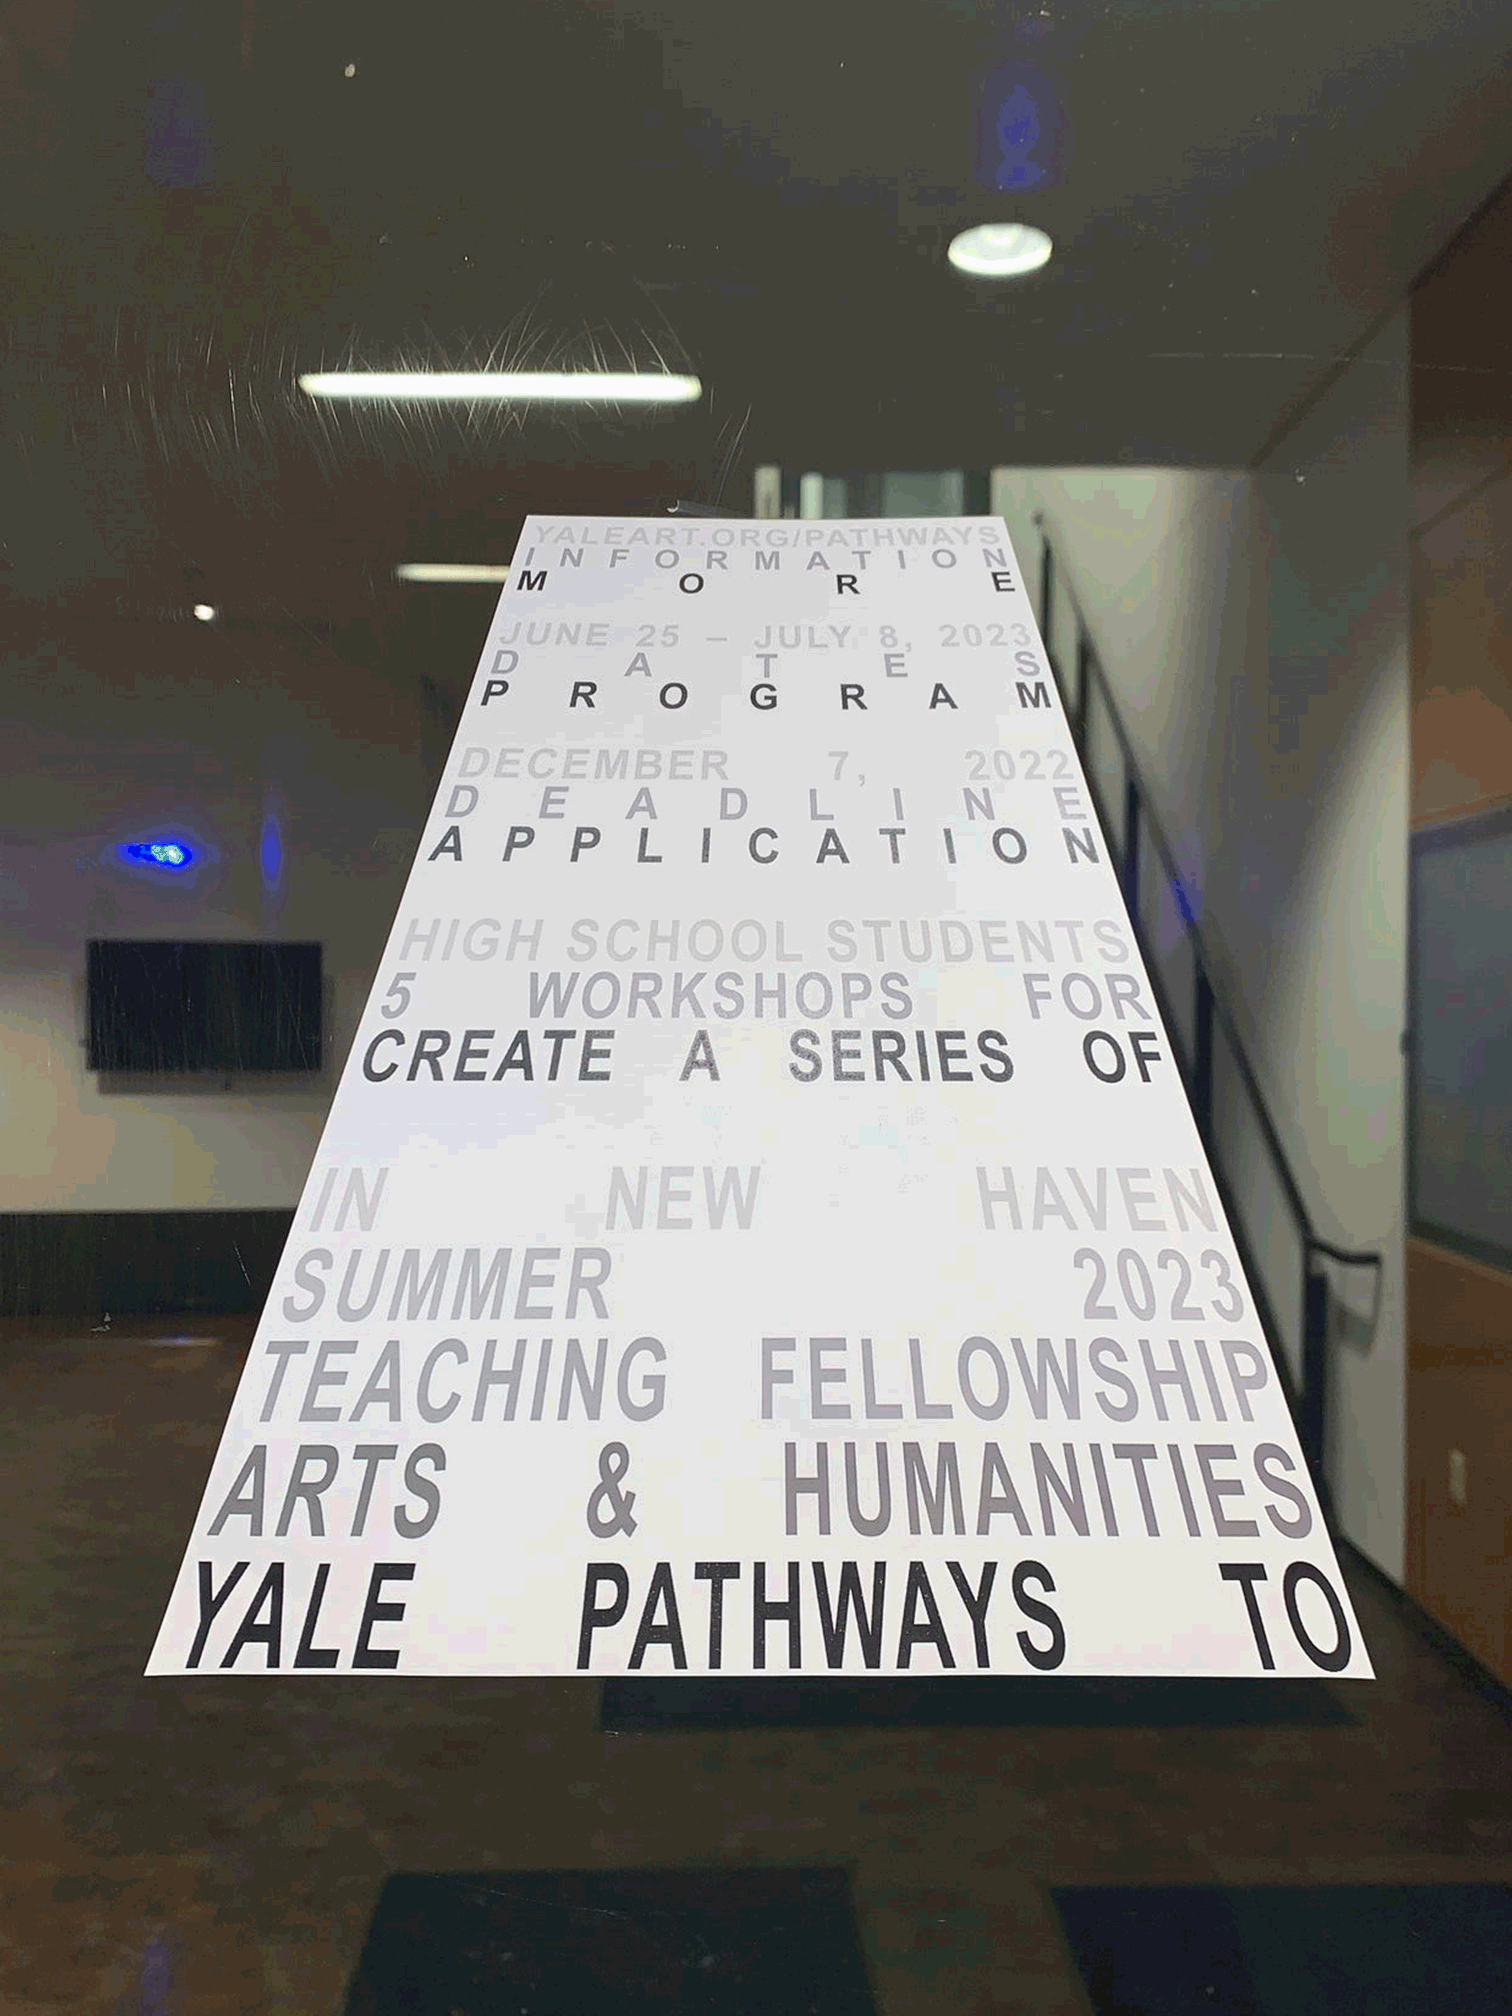 YALE PATHWAYS TO
ARTS & HUMANITIES
TEACHING FELLOWSHIP
SUMMER 2023
IN NEW HAVEN
CREATE A SERIES OF
5 WORKSHOPS FOR
HIGH SCHOOL STUDENTS
APPLICATION
DEADLINE
DECEMBER 7, 2022
PROGRAM
DATES
JUNE 25 – JULY 8, 2023
MORE
INFORMATION
YALEART.ORG/PATHWAYS